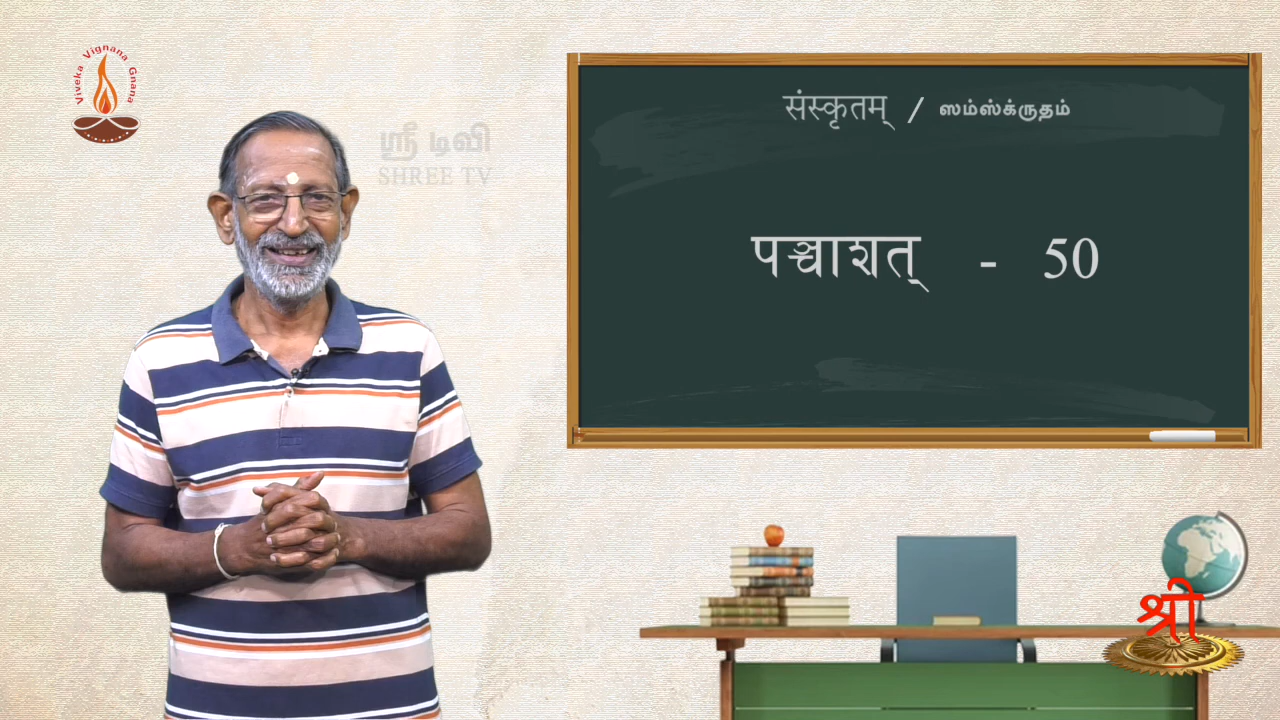 Viveka Vignana Gnana
ஸ்ரீ டிவி
SHREE TV
संस्कृतम् / ஸம்ஸ்க்ருதம்
पञ्चाशत् - 50
श्री